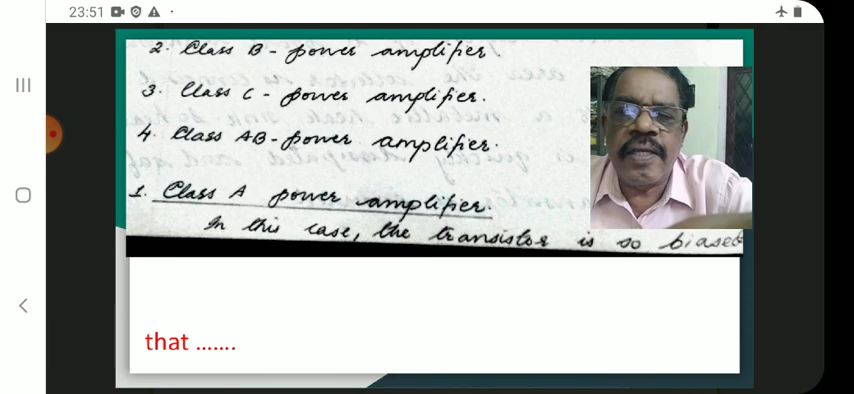 23:51
2. Class B - power amplifier.
3. Class C - power amplifier.
4. Class AB - power amplifier.
1. Class A power amplifier.
In this case, the transistor is so biased
that .......